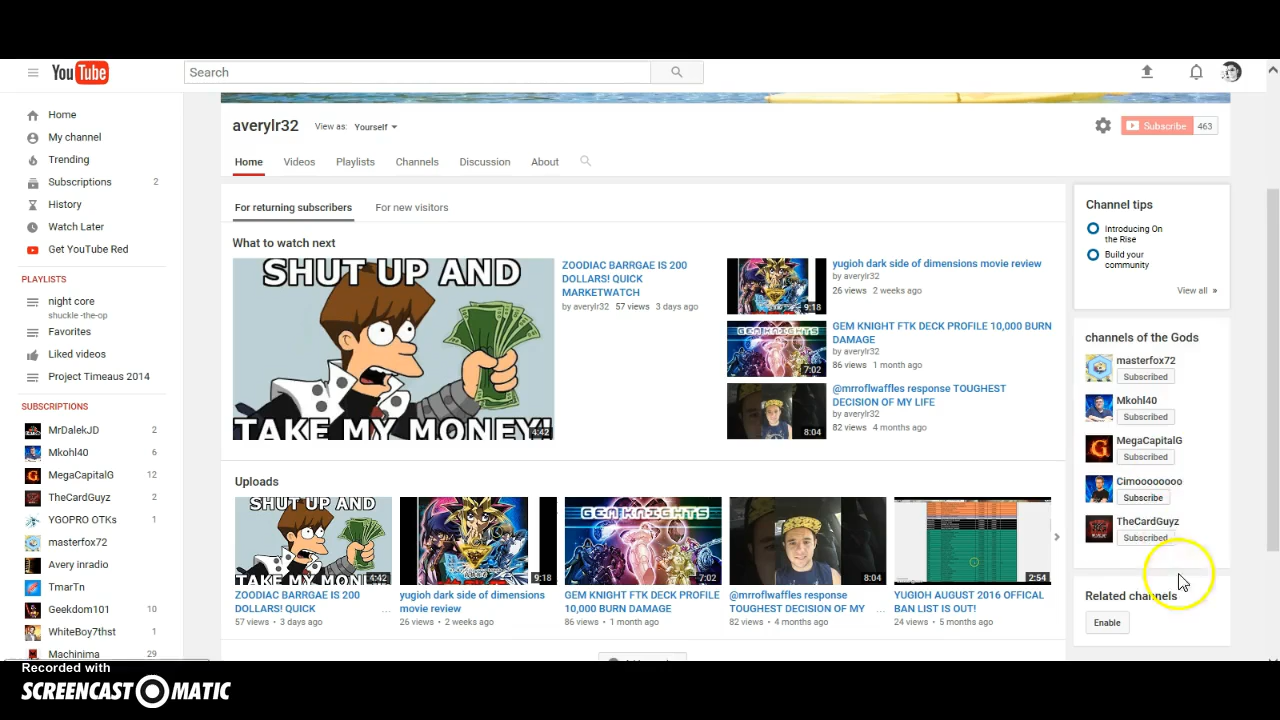 YouTube
Search
averylr32 View as: Yourself
Subscribe 463
Home Videos Playlists Channels Discussion About
Home
My channel
Trending
Subscriptions 2
History
Watch Later
Get YouTube Red
PLAYLISTS
night core
shuckle -the-op
Favorites
Liked videos
Project Timeaus 2014
SUBSCRIPTIONS
MrDalekJD 2
Mkohl40 6
MegaCapitalG 12
TheCardGuyz 2
YGOPRO OTKs 1
masterfox72
Avery inradio
TmarTn
Geekdom101 10
WhiteBoy7thst 1
Machinima 29
For returning subscribers For new visitors
What to watch next
SHUT UP AND
TAKE MY MONEY!
4:42
ZOODIAC BARRGAE IS 200
DOLLARS! QUICK
MARKETWATCH
by averylr32 57 views 3 days ago
9:18
yugioh dark side of dimensions movie review
by averylr32
26 views 2 weeks ago
GEM KNIGHTS
7:02
GEM KNIGHT FTK DECK PROFILE 10,000 BURN
DAMAGE
by averylr32
86 views 1 month ago
8:04
@mrroflwaffles response TOUGHEST
DECISION OF MY LIFE
by averylr32
82 views 4 months ago
Uploads
SHUT UP AND
TAKE MY MONEY
4:42
ZOODIAC BARRGAE IS 200
DOLLARS! QUICK ...
57 views • 3 days ago
9:18
yugioh dark side of dimensions
movie review
26 views • 2 weeks ago
GEM KNIGHTS
7:02
GEM KNIGHT FTK DECK PROFILE
10,000 BURN DAMAGE
86 views • 1 month ago
8:04
@mrroflwaffles response
TOUGHEST DECISION OF MY ...
82 views • 4 months ago
2:54
YUGIOH AUGUST 2016 OFFICAL
BAN LIST IS OUT!
24 views • 5 months ago
Channel tips
Introducing On
the Rise
Build your
community
View all »
channels of the Gods
masterfox72
Subscribed
Mkohl40
Subscribed
MegaCapitalG
Subscribed
Cimoooooooo
Subscribe
TheCardGuyz
Subscribed
Related channels
Enable
Recorded with
SCREENCAST MATIC